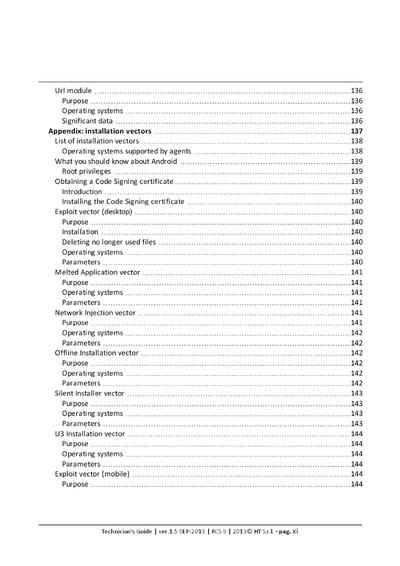 Url module 136
Purpose 136
Operating systems 136
Significant data 136
Appendix: installation vectors 137
List of installation vectors 138
Operating systems supported by agents 138
What you should know about Android 139
Root privileges 139
Obtaining a Code Signing certificate 139
Introduction 139
Installing the Code Signing certificate 140
Exploit vector (desktop) 140
Purpose 140
Installation 140
Deleting no longer used files 140
Operating systems 140
Parameters 140
Melted Application vector 141
Purpose 141
Operating systems 141
Parameters 141
Network Injection vector 141
Purpose 141
Operating systems 142
Parameters 142
Offline Installation vector 142
Purpose 142
Operating systems 142
Parameters 142
Silent Installer vector 143
Purpose 143
Operating systems 143
Parameters 143
U3 Installation vector 144
Purpose 144
Operating systems 144
Parameters 144
Exploit vector (mobile) 144
Purpose 144
Technician's Guide | ver.1.5 SEP-2013 | RCS 9 | 2013© HT S.r.l. - pag. xi